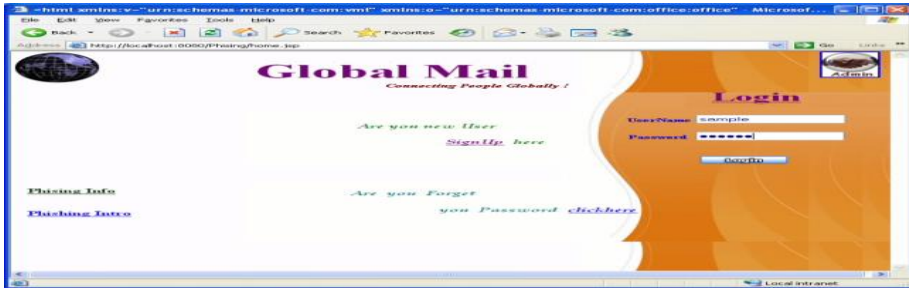 <html xmlns:v="urn:schemas-microsoft-com:vml" xmlns:o="urn:schemas-microsoft-com:office:office" - Microsof...
File Edit View Favorites Tools Help
Back Search Favorites
Address http://localhost:8080/Phising/home.jsp Go Links »
Global Mail
Connecting People Globally !
Admin
Login
UserName sample
Password ••••••
LogIn
Are you new User
SignUp here
Phising Info
Phishing Intro
Are you Forget
you Password clickhere
Local intranet